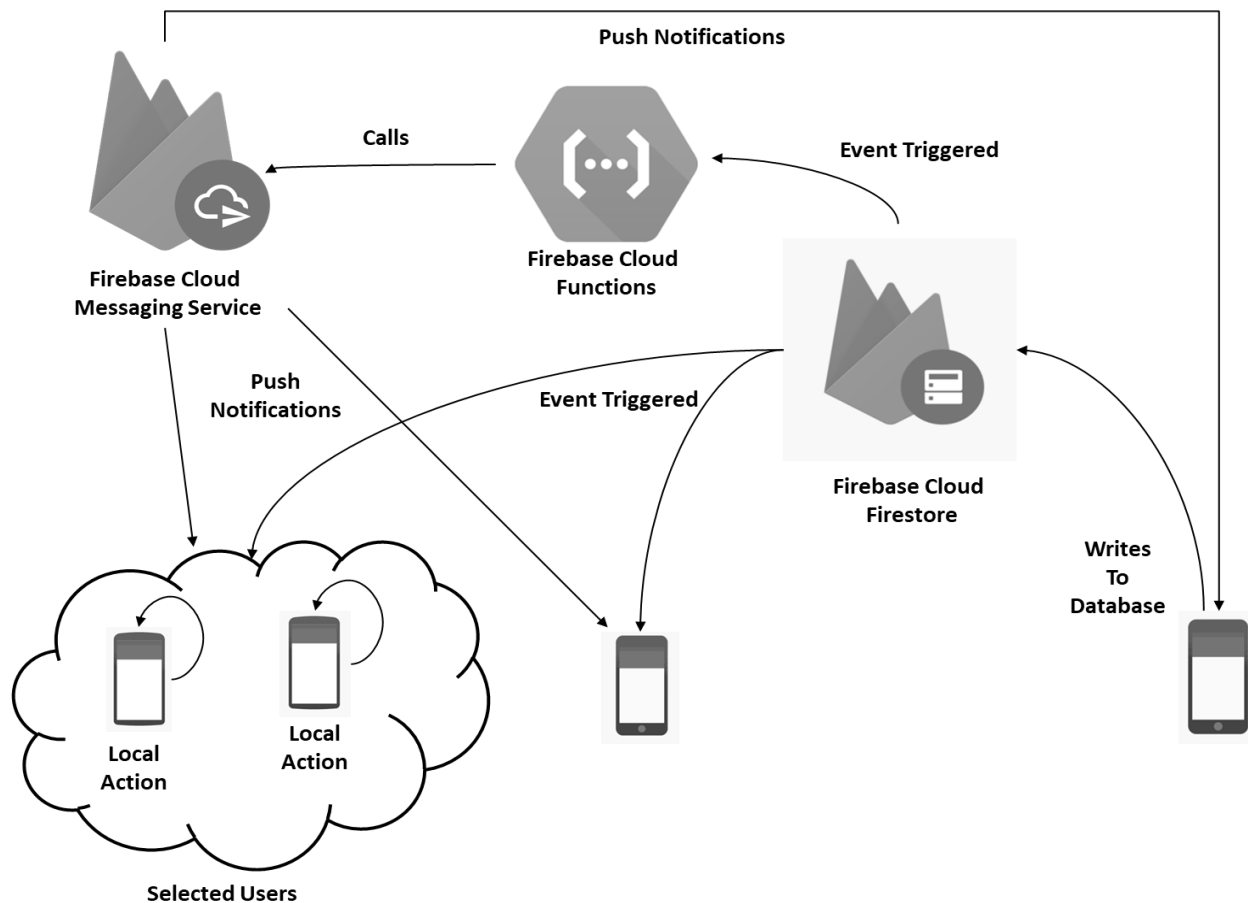 Push Notifications
Calls
Event Triggered
Firebase Cloud
Functions
Firebase Cloud
Messaging Service
Push
Notifications
Event Triggered
Firebase Cloud
Firestore
Writes
To
Database
Local
Action
Local
Action
Selected Users